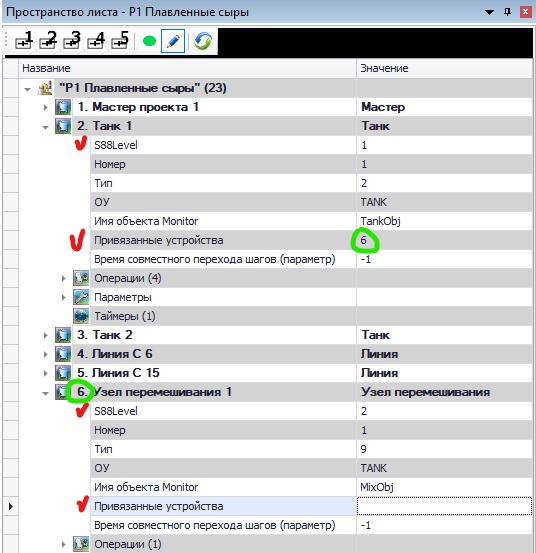 Пространство листа - P1 Плавленные сыры
1 2 3 4 5
Название Значение
"P1 Плавленные сыры" (23)
1. Мастер проекта 1 Мастер
2. Танк 1 Танк
S88Level 1
Номер 1
Тип 2
ОУ TANK
Имя объекта Monitor TankObj
Привязанные устройства 6
Время совместного перехода шагов (параметр) -1
Операции (4)
Параметры
Таймеры (1)
3. Танк 2 Танк
4. Линия С 6 Линия
5. Линия С 15 Линия
6. Узел перемешивания 1 Узел перемешивания
S88Level 2
Номер 1
Тип 9
ОУ TANK
Имя объекта Monitor MixObj
Привязанные устройства
Время совместного перехода шагов (параметр) -1
Операции (1)